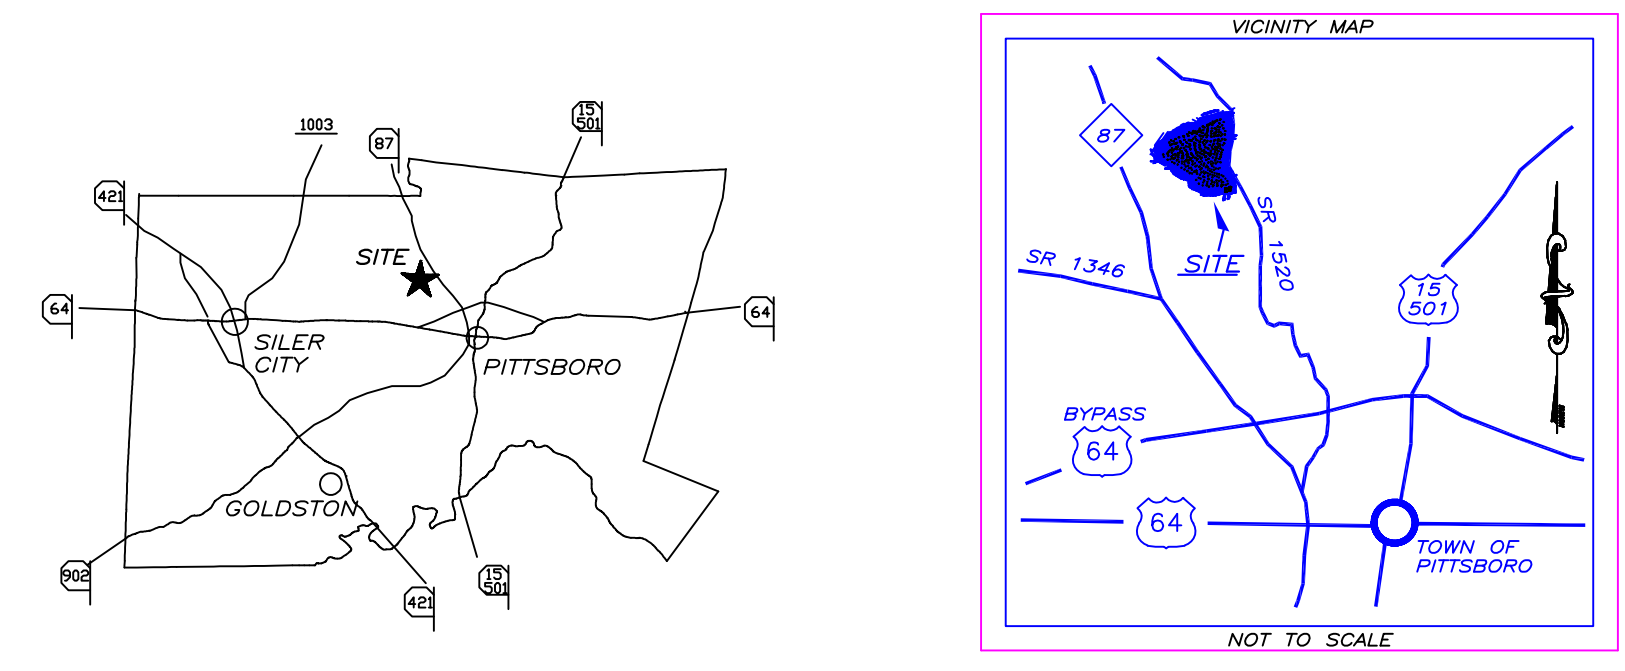 1003
87
15
501
421
SITE
64
64
SILER
CITY
PITTSBORO
GOLDSTON
902
421
15
501
VICINITY MAP
87
SR 1520
SR 1346
SITE
15
501
BYPASS
64
64
TOWN OF
PITTSBORO
NOT TO SCALE